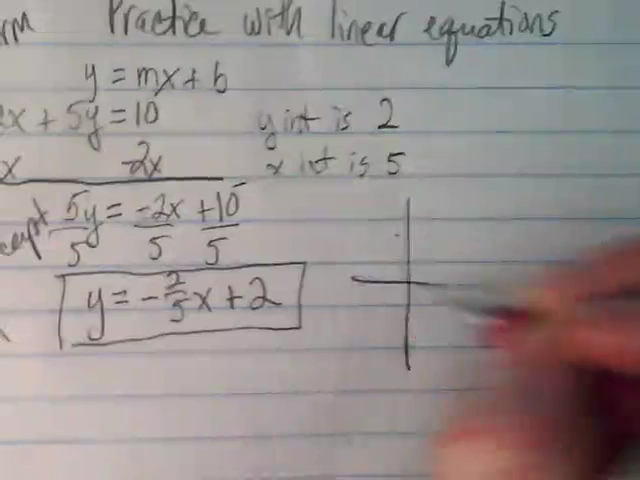 Practice with linear equations
y = mx + b
x + 5y = 10 y int is 2
x -2x x int is 5
5y = -2x +10
5 5 5
y = -2/5x + 2